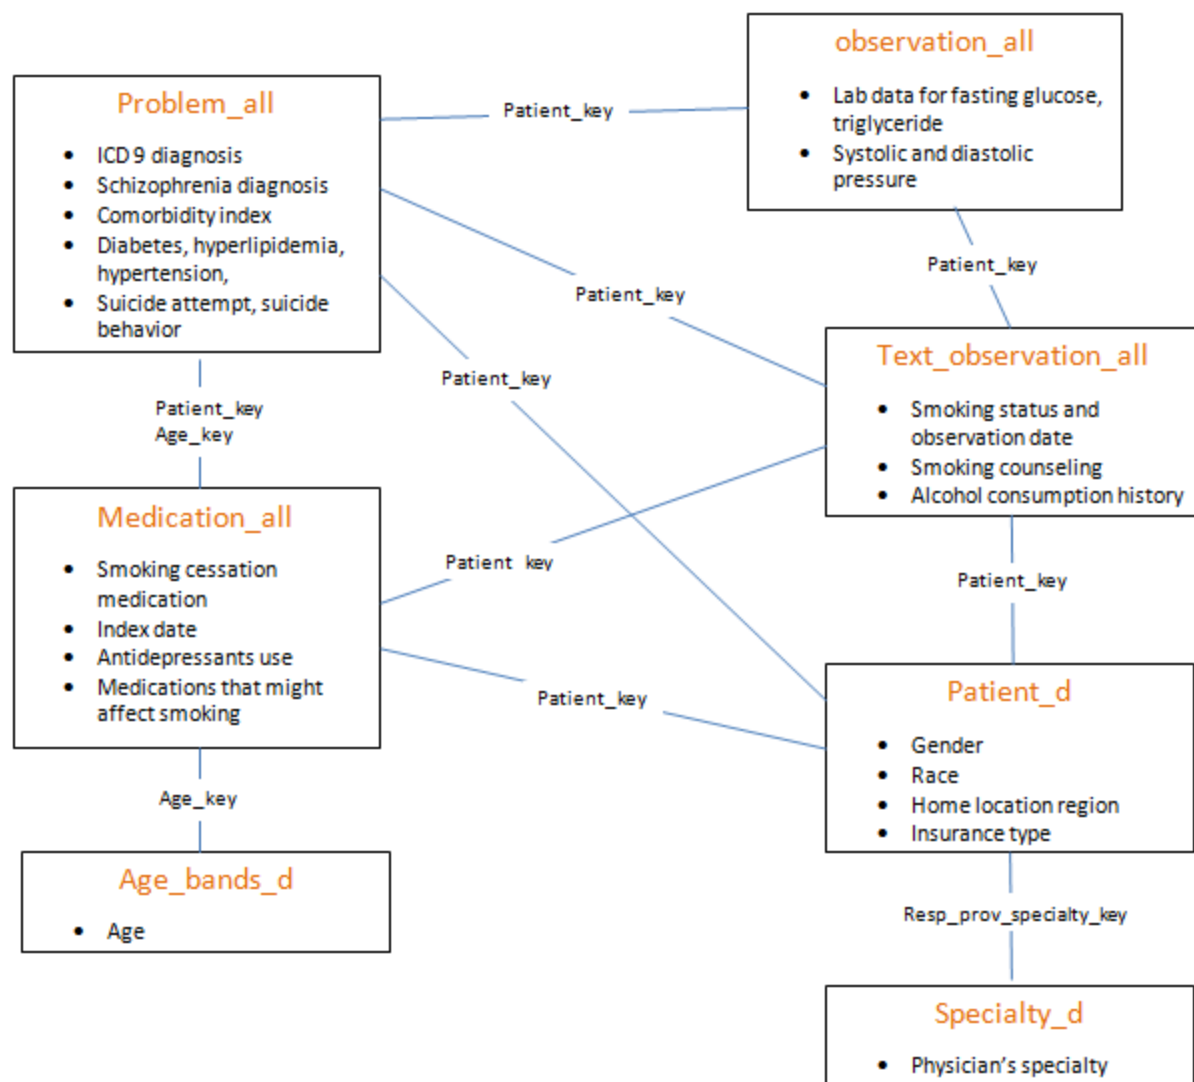 observation_all
• Lab data for fasting glucose,
triglyceride
• Systolic and diastolic
pressure
Problem_all
• ICD 9 diagnosis
• Schizophrenia diagnosis
• Comorbidity index
• Diabetes, hyperlipidemia,
hypertension,
• Suicide attempt, suicide
behavior
Patient_key
Patient_key
Patient_key
Patient_key
Patient_key
Age_key
Text_observation_all
• Smoking status and
observation date
• Smoking counseling
• Alcohol consumption history
Medication_all
• Smoking cessation
medication
• Index date
• Antidepressants use
• Medications that might
affect smoking
Patient key
Patient_key
Patient_key
Patient_d
• Gender
• Race
• Home location region
• Insurance type
Age_key
Age_bands_d
• Age
Resp_prov_specialty_key
Specialty_d
• Physician's specialty